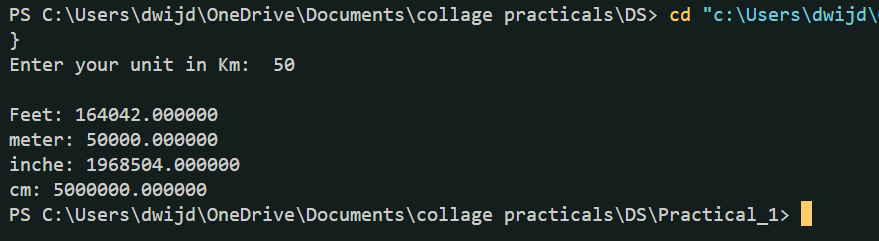 PS C:\Users\dwijd\OneDrive\Documents\collage practicals\DS> cd "c:\Users\dwijd\
}
Enter your unit in Km:  50
Feet: 164042.000000
meter: 50000.000000
inche: 1968504.000000
cm: 5000000.000000
PS C:\Users\dwijd\OneDrive\Documents\collage practicals\DS\Practical_1>